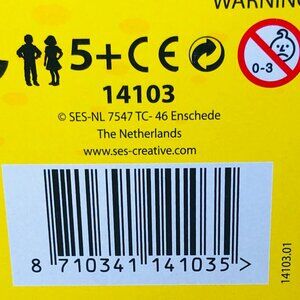 WARNING
5+ CE
0-3
14103
© SES-NL 7547 TC- 46 Enschede
The Netherlands
www.ses-creative.com
8 710341 141035 >
14103.01